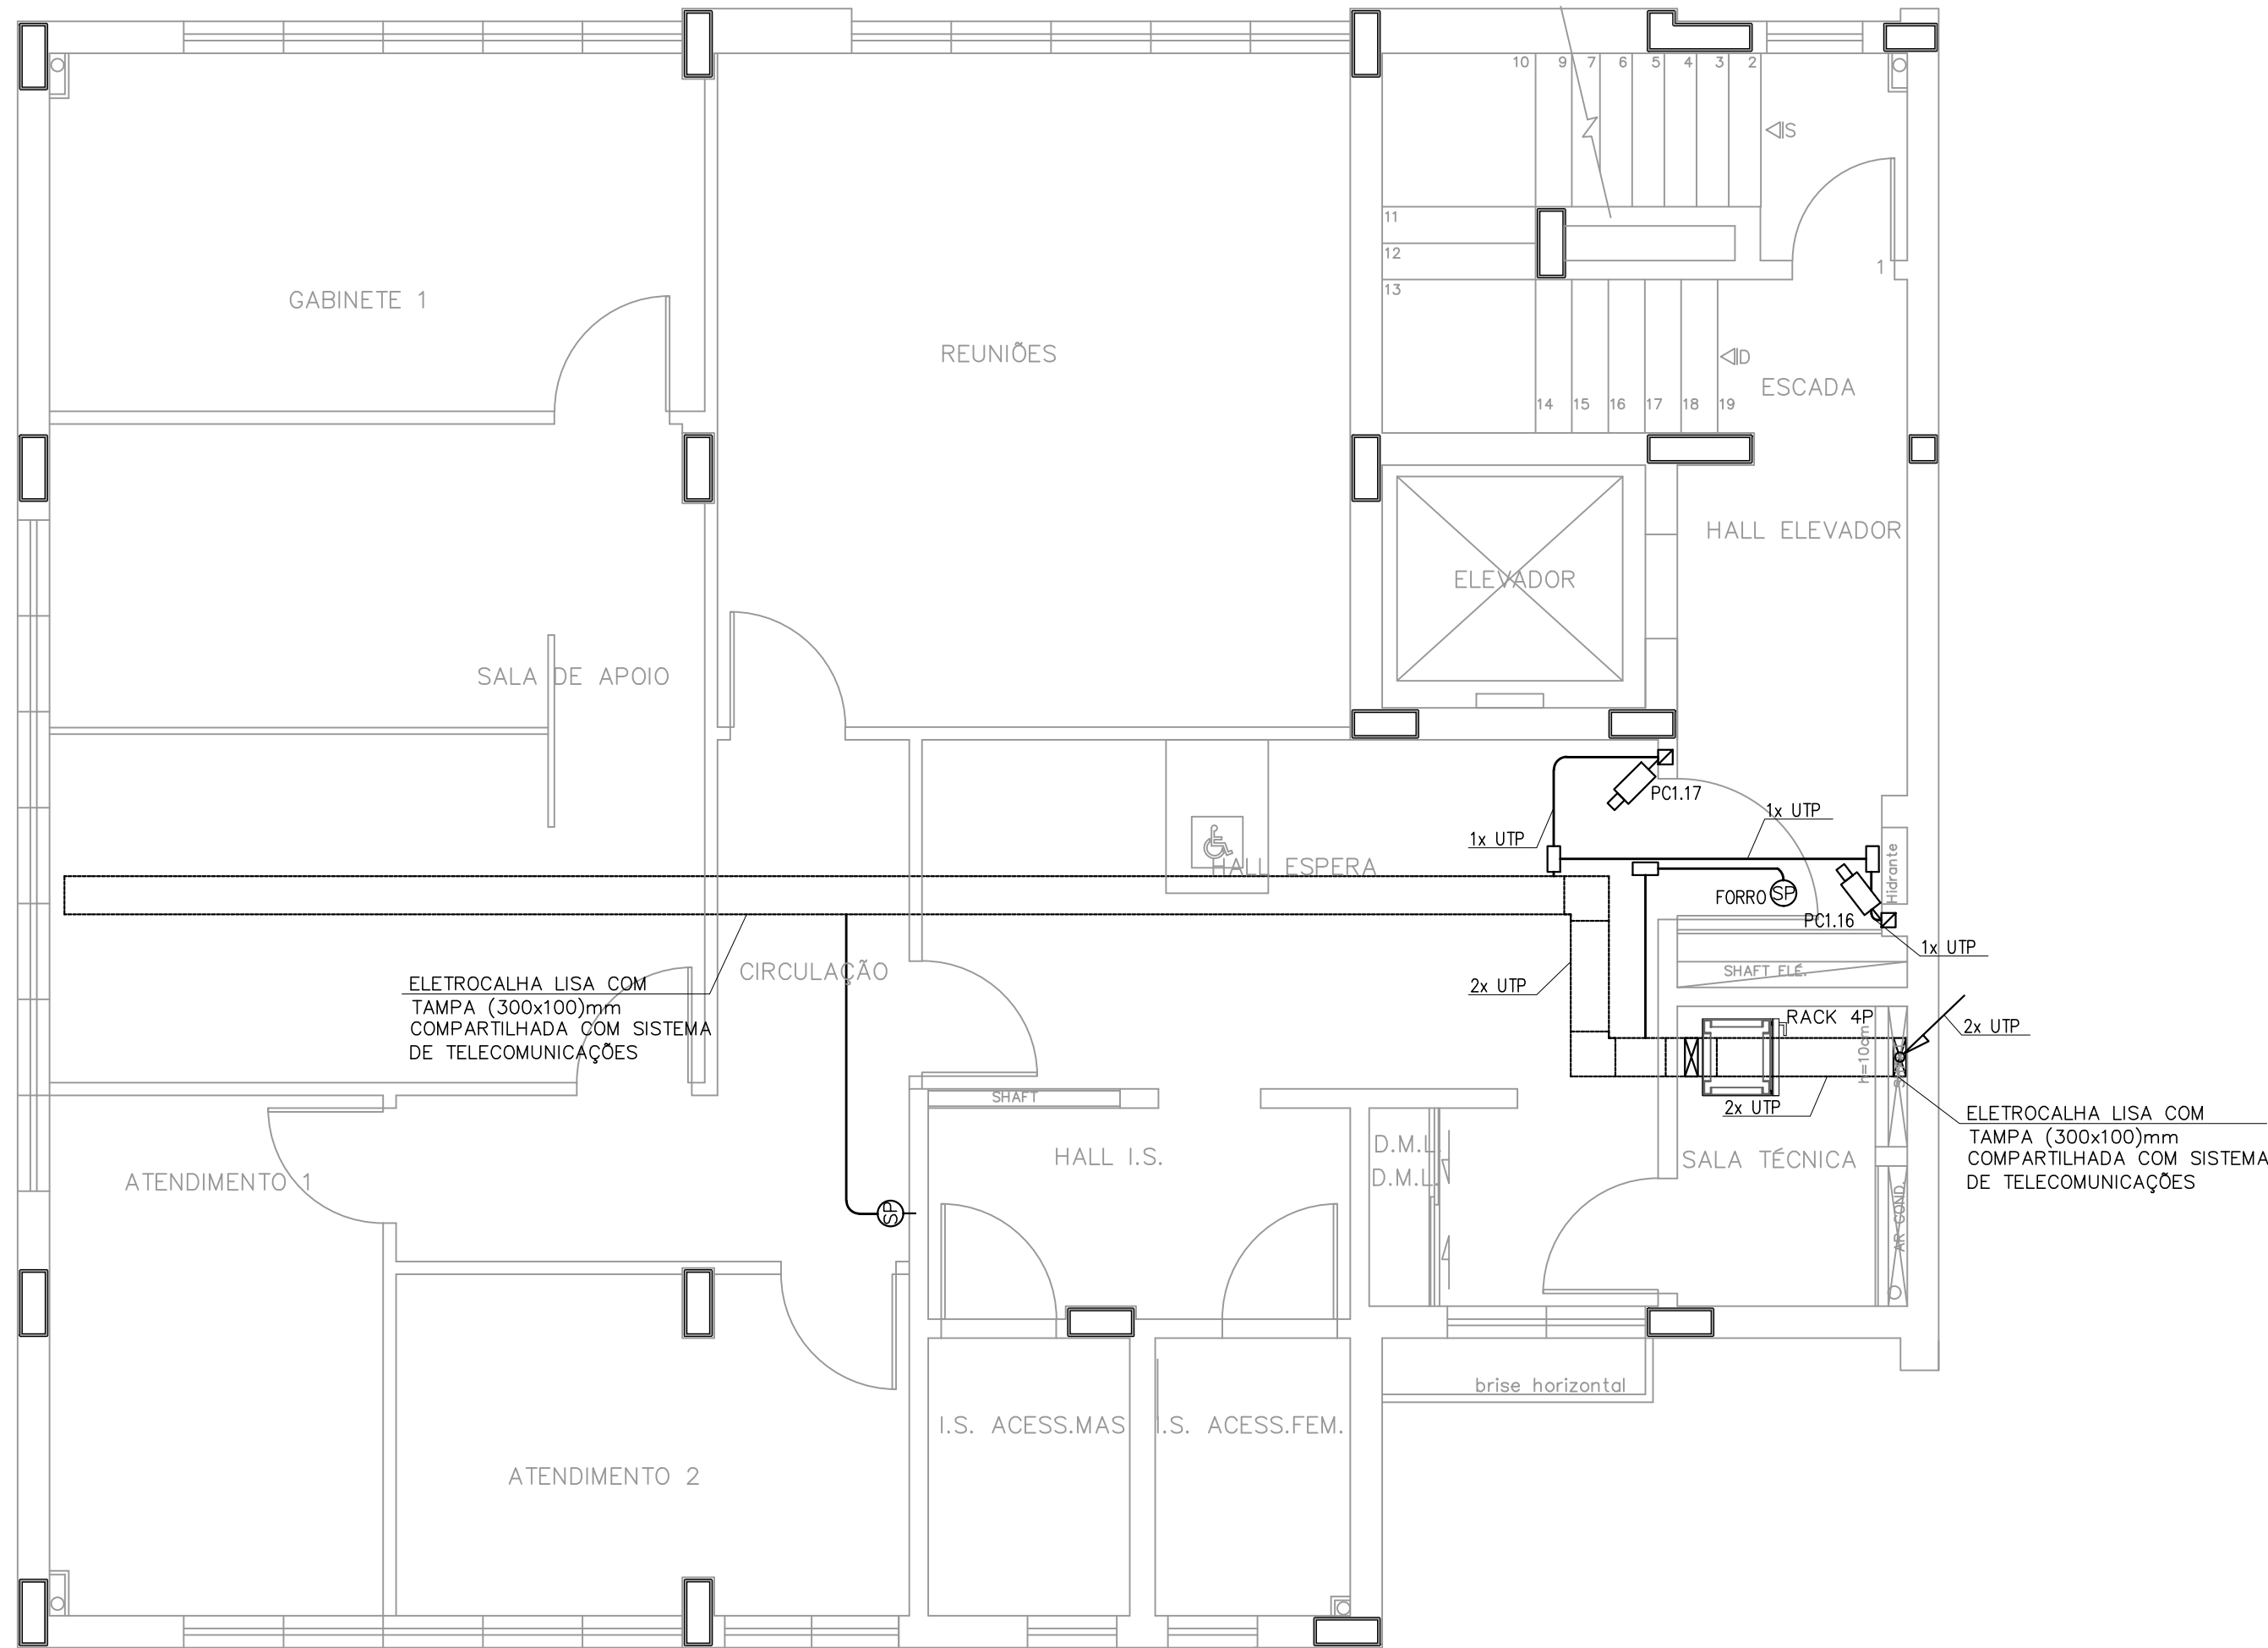 10 9 7 6 5 4 3 2
S
11
12
1
13
GABINETE 1
REUNIÕES
D
ESCADA
14 15 16 17 18 19
HALL ELEVADOR
ELEVADOR
SALA DE APOIO
PC1.17
1x UTP
1x UTP
HALL ESPERA
Hidrante
FORRO SP
PC1.16
1x UTP
CIRCULAÇÃO
SHAFT ELÉ.
2x UTP
ELETROCALHA LISA COM
TAMPA (300x100)mm
COMPARTILHADA COM SISTEMA
DE TELECOMUNICAÇÕES
RACK 4P
2x UTP
H=10cm
SHAFT
2x UTP
ELETROCALHA LISA COM
TAMPA (300x100)mm
COMPARTILHADA COM SISTEMA
DE TELECOMUNICAÇÕES
HALL I.S.
D.M.L.
D.M.L.
SALA TÉCNICA
ATENDIMENTO 1
SP
AR COND.
brise horizontal
I.S. ACESS.MAS
I.S. ACESS.FEM.
ATENDIMENTO 2